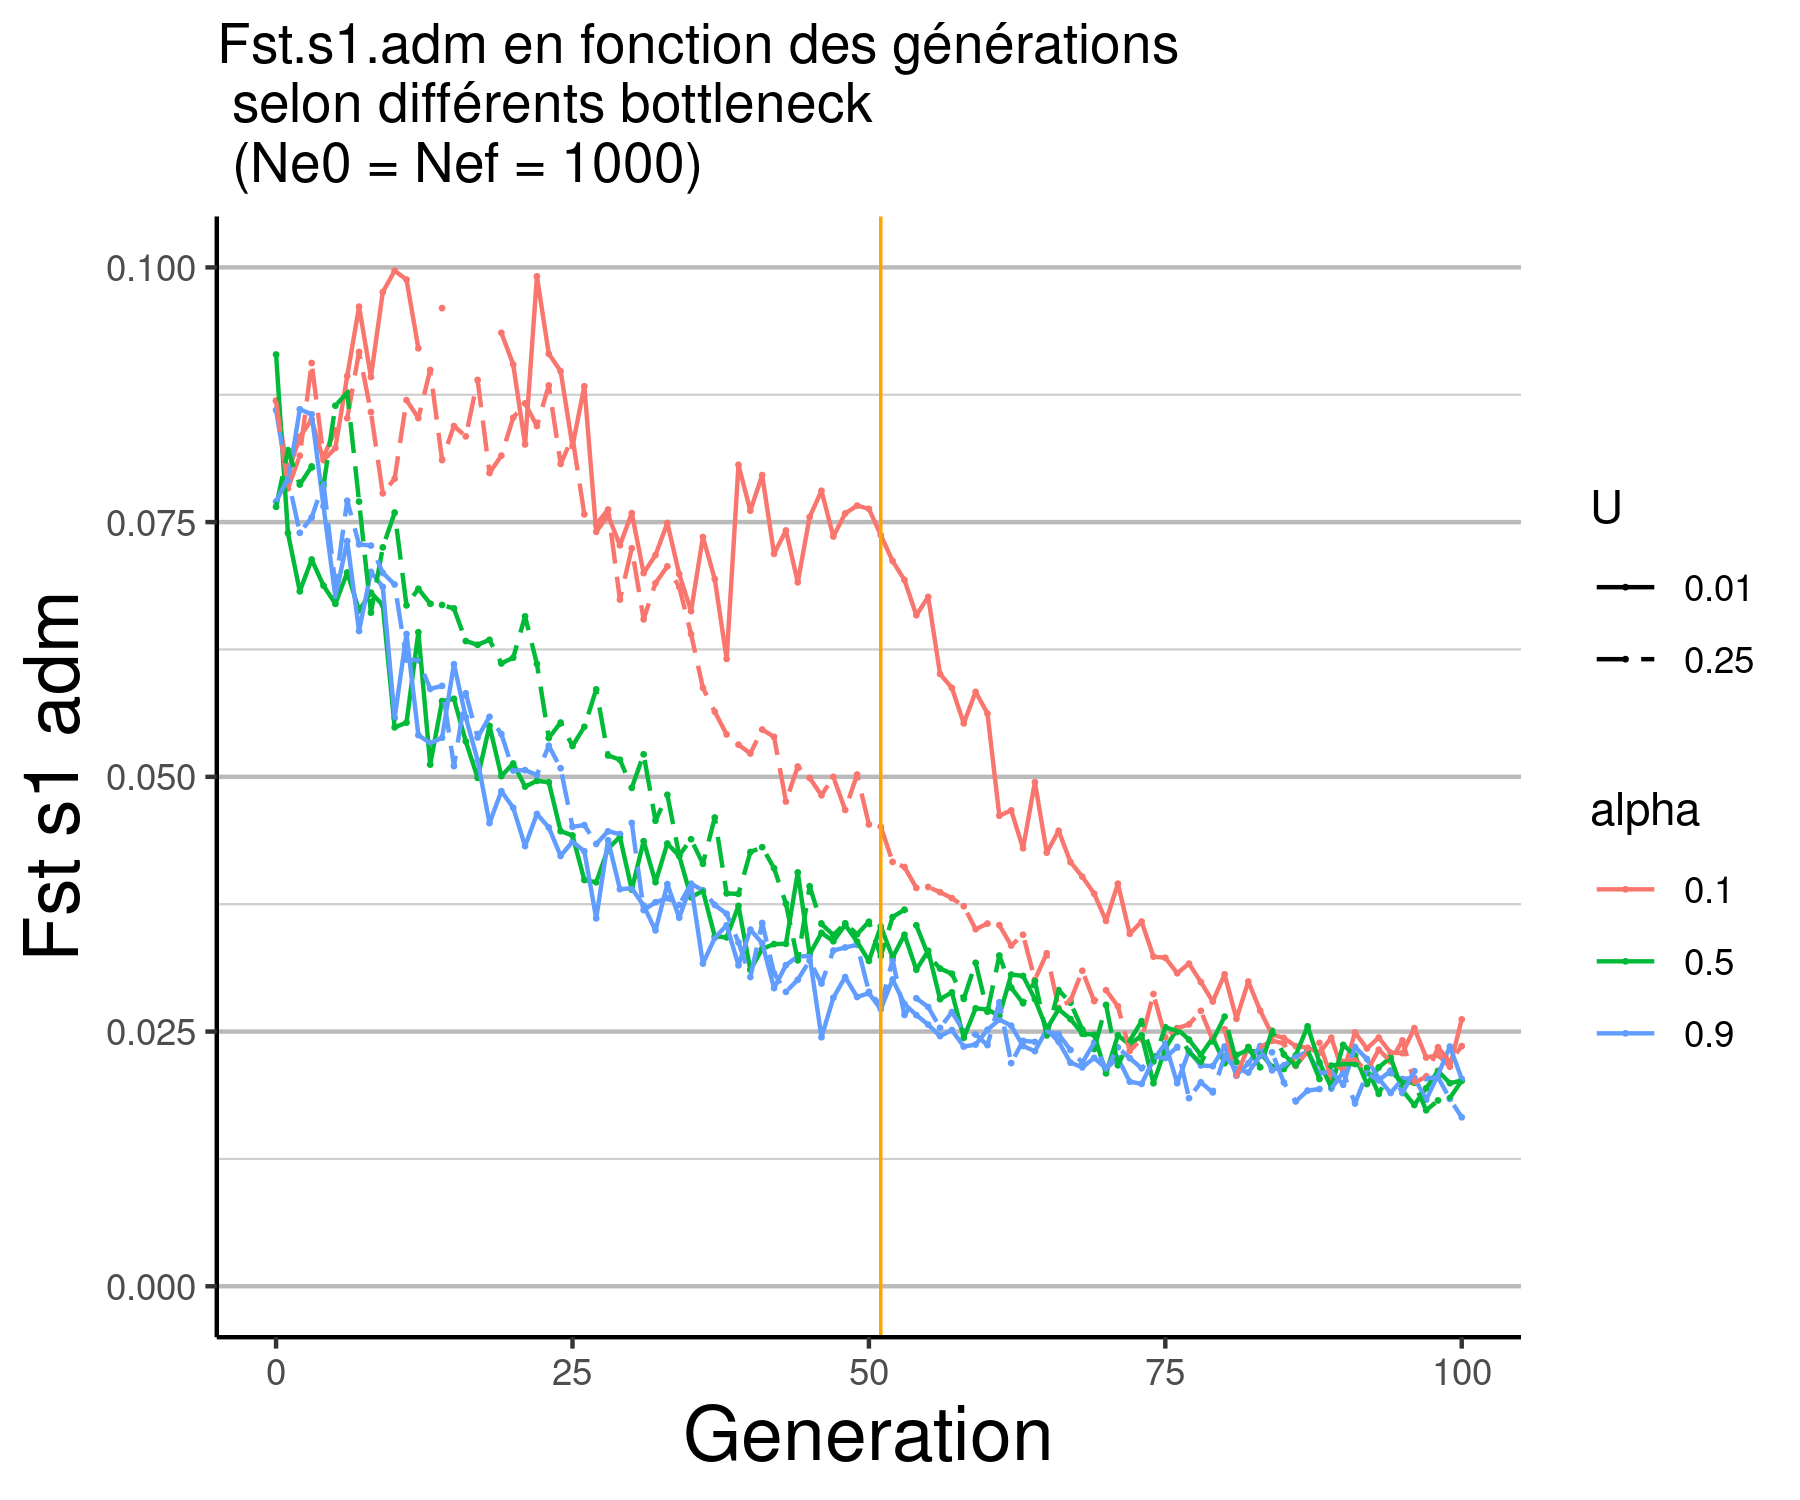 Fst.s1.adm en fonction des générations
selon différents bottleneck
(Ne0 = Nef = 1000)
Fst s1 adm
0.100
0.075
0.050
0.025
0.000
0
25
50
75
100
Generation
U
0.01
0.25
alpha
0.1
0.5
0.9